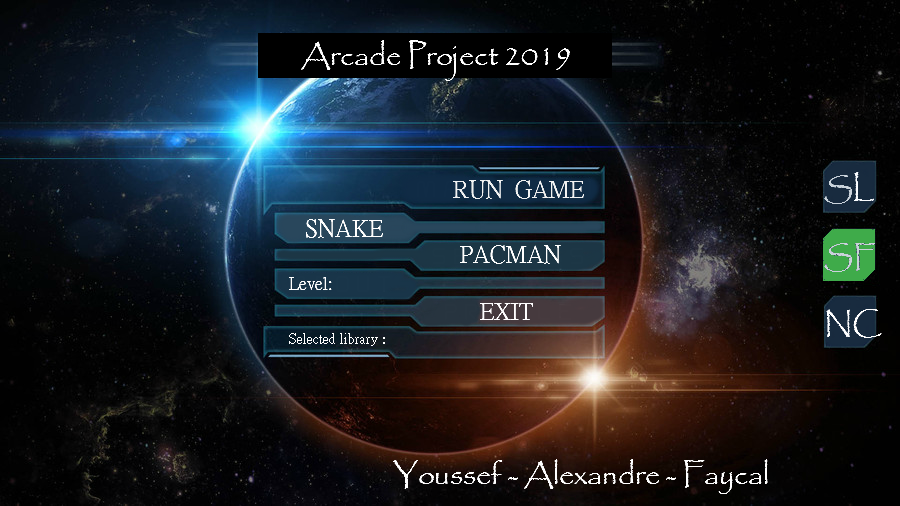 Arcade Project 2019
RUN GAME
SL
SNAKE
PACMAN
SF
Level:
EXIT
NC
Selected library :
Youssef ~ Alexandre ~ Faycal